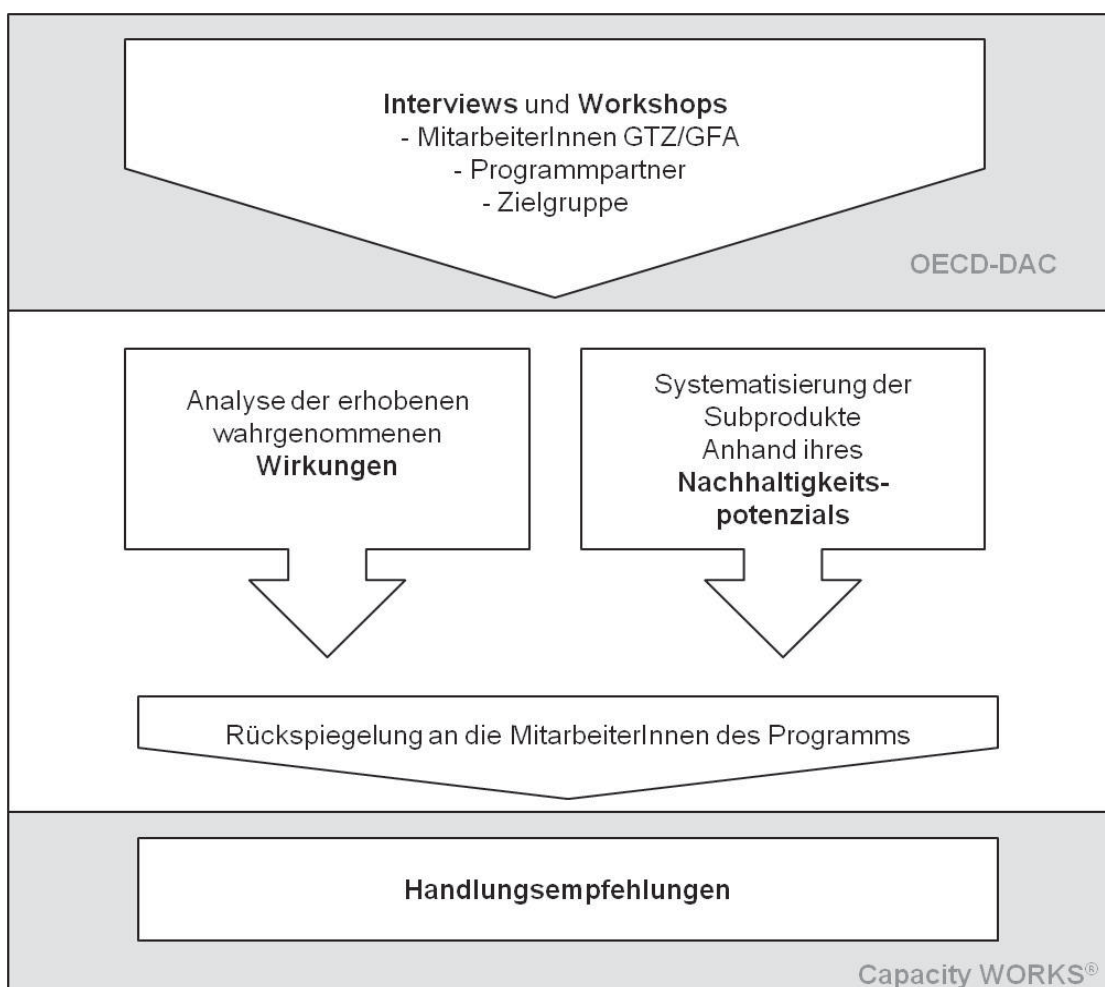 Interviews und Workshops
- MitarbeiterInnen GTZ/GFA
- Programmpartner
- Zielgruppe
OECD-DAC
Analyse der erhobenen
wahrgenommenen
Wirkungen
Systematisierung der
Subprodukte
Anhand ihres
Nachhaltigkeits-
potenzials
Rückspiegelung an die MitarbeiterInnen des Programms
Handlungsempfehlungen
Capacity WORKS®